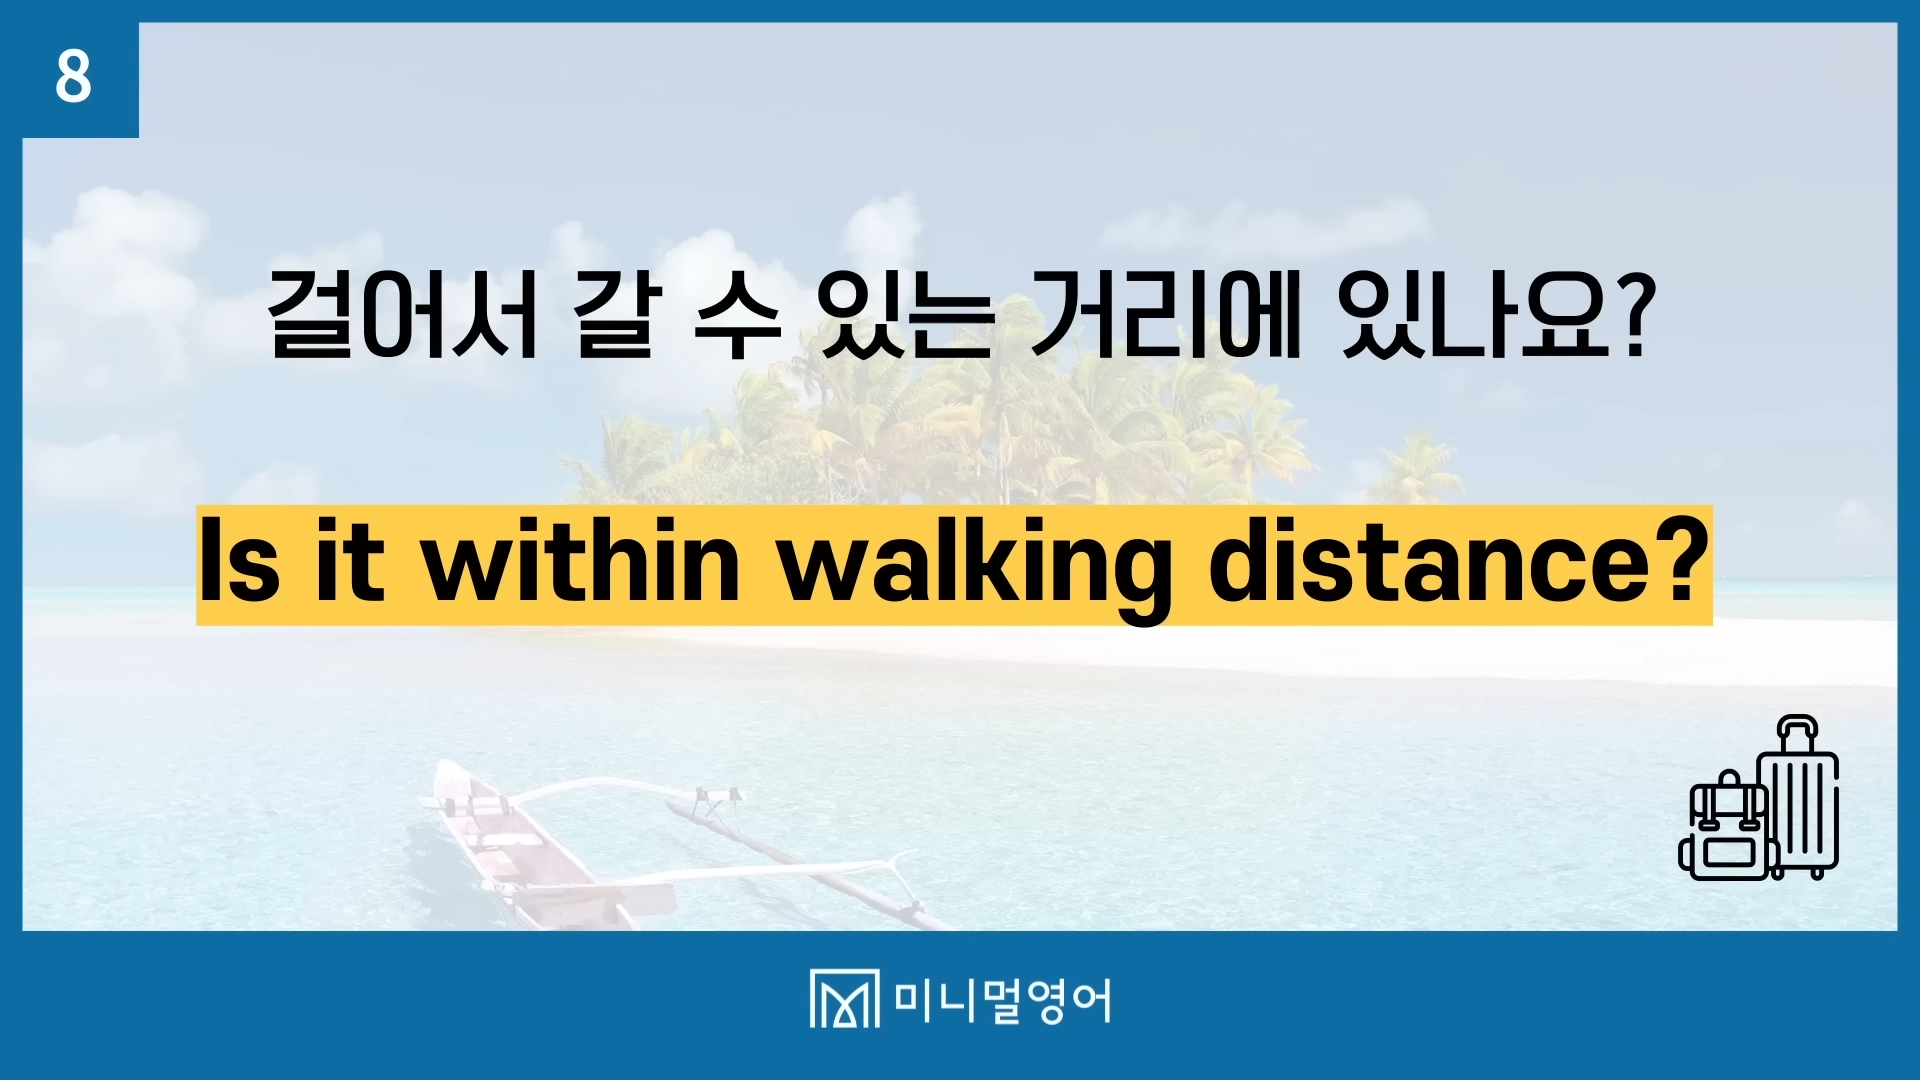 8
걸어서 갈 수 있는 거리에 있나요?
Is it within walking distance?
미니멀영어